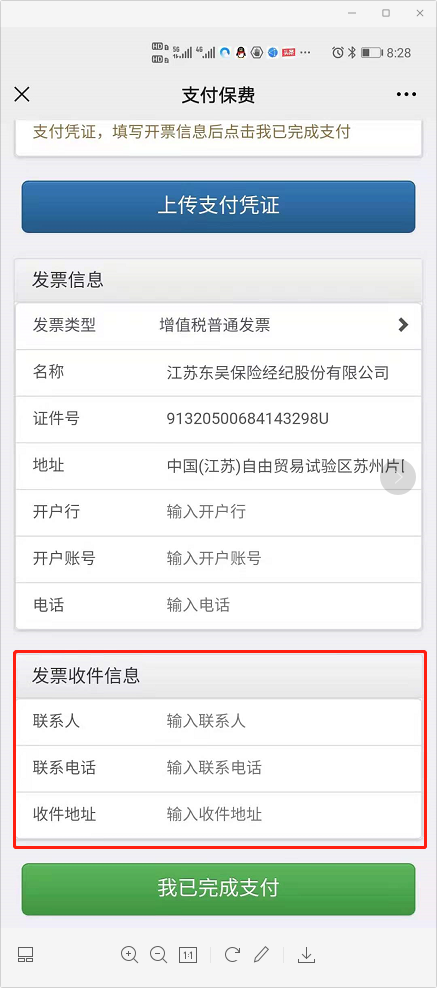 8:28
支付保费
支付凭证，填写开票信息后点击我已完成支付
上传支付凭证
发票信息
发票类型 增值税普通发票
名称 江苏东吴保险经纪股份有限公司
证件号 91320500684143298U
地址 中国(江苏)自由贸易试验区苏州片
开户行 输入开户行
开户账号 输入开户账号
电话 输入电话
发票收件信息
联系人 输入联系人
联系电话 输入联系电话
收件地址 输入收件地址
我已完成支付
1:1